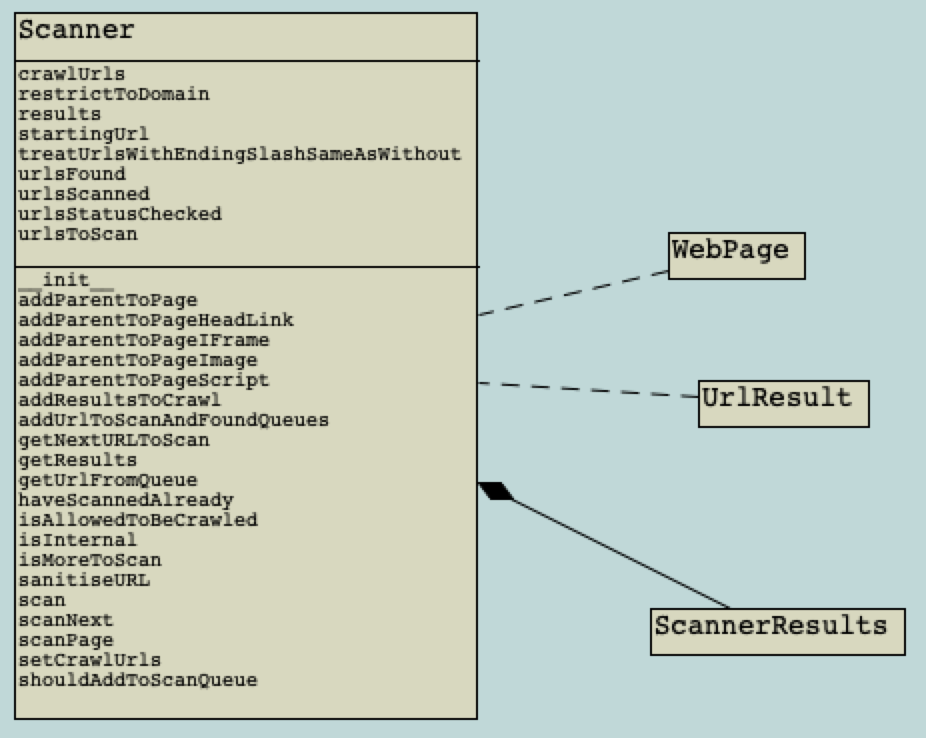 Scanner
crawlUrls
restrictToDomain
results
startingUrl
treatUrlsWithEndingSlashSameAsWithout
urlsFound
urlsScanned
urlsStatusChecked
urlsToScan
__init__
addParentToPage
addParentToPageHeadLink
addParentToPageIFrame
addParentToPageImage
addParentToPageScript
addResultsToCrawl
addUrlToScanAndFoundQueues
getNextURLToScan
getResults
getUrlFromQueue
haveScannedAlready
isAllowedToBeCrawled
isInternal
isMoreToScan
sanitiseURL
scan
scanNext
scanPage
setCrawlUrls
shouldAddToScanQueue
WebPage
UrlResult
ScannerResults